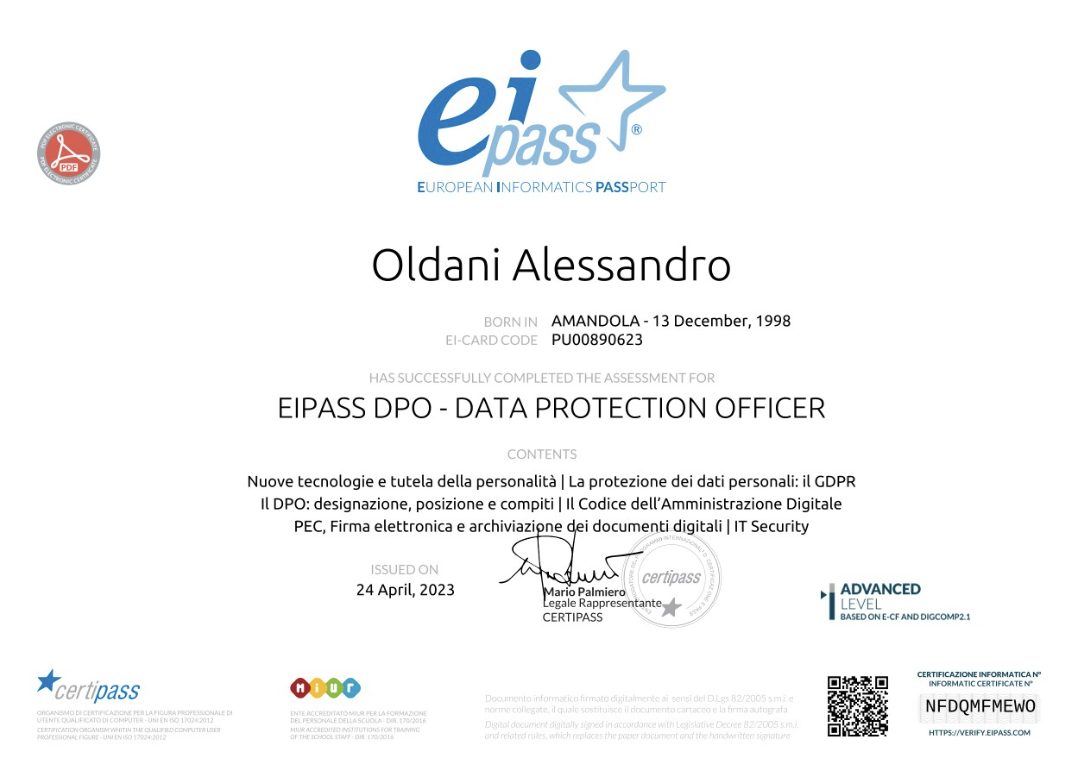 PDF ELECTRONIC CERTIFICATE
PDF
PDF ELECTRONIC CERTIFICATE
ei
pass ®
EUROPEAN INFORMATICS PASSPORT
Oldani Alessandro
BORN IN AMANDOLA - 13 December, 1998
EI-CARD CODE PU00890623
HAS SUCCESSFULLY COMPLETED THE ASSESSMENT FOR
EIPASS DPO - DATA PROTECTION OFFICER
CONTENTS
Nuove tecnologie e tutela della personalità | La protezione dei dati personali: il GDPR
Il DPO: designazione, posizione e compiti | Il Codice dell'Amministrazione Digitale
PEC, Firma elettronica e archiviazione dei documenti digitali | IT Security
ISSUED ON
24 April, 2023
Mario Palmiero
Legale Rappresentante
CERTIPASS
certipass
ADVANCED
LEVEL
BASED ON E-CF AND DIGCOMP2.1
certipass
ORGANISMO DI CERTIFICAZIONE PER LA FIGURA PROFESSIONALE DI
UTENTE QUALIFICATO DI COMPUTER - UNI EN ISO 17024:2012
CERTIFICATION ORGANISM WHITIN THE QUALIFIED COMPUTER USER
PROFESSIONAL FIGURE - UNI EN ISO 17024:2012
MIUR
ENTE ACCREDITATO MIUR PER LA FORMAZIONE
DEL PERSONALE DELLA SCUOLA - DIR. 170/2016
MIUR ACCREDITED INSTITUTIONS FOR TRAINING
OF THE SCHOOL STAFF - DIR. 170/2016
Documento informatico firmato digitalmente ai sensi del D.Lgs 82/2005 s.m.i. e
norme collegate, il quale sostituisce il documento cartaceo e la firma autografa
Digital document digitally signed in accordance with Legislative Decree 82/2005 s.m.i.
and related rules, which replaces the paper document and the handwritten signature
CERTIFICAZIONE INFORMATICA N°
INFORMATIC CERTIFICATE N°
NFDQMFMEWO
HTTPS://VERIFY.EIPASS.COM